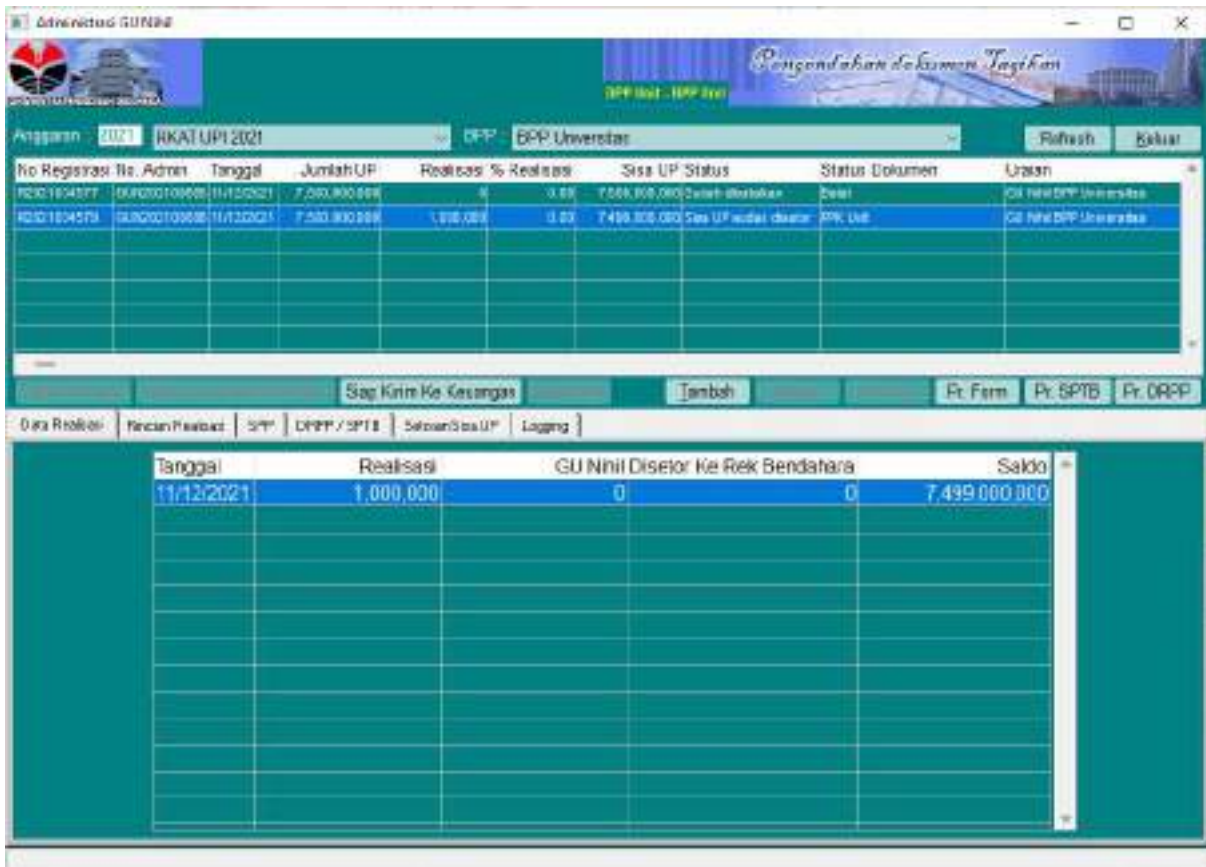 Administrasi GU Nihil
Pengendahan dokumen Tagihan
BPP Unit - BPP Unit
Anggaran 2021 RKAT UPI 2021 BPP BPP Universitas Refresh Keluar
No Registrasi No. Admin Tanggal Jumlah UP Realisasi % Realisasi Sisa UP Status Status Dokumen Uraian
11/12/2021 7,500,000,000 0 0.00 7,500,000,000 Batal GU Nihil BPP Universitas
11/12/2021 7,500,000,000 1,000,000 0.00 7,499,000,000 Sisa UP sudah disetor PPK Unit GU Nihil BPP Universitas
Siap Kirim Ke Keuangan Tambah Pr. Form Pr. SPTB Pr. DRPP
Data Realisasi Rincian Realisasi SPP DRPP / SPTB Setoran Sisa UP Logging
Tanggal Realisasi GU Nihil Disetor Ke Rek Bendahara Saldo
11/12/2021 1,000,000 0 0 7,499,000,000